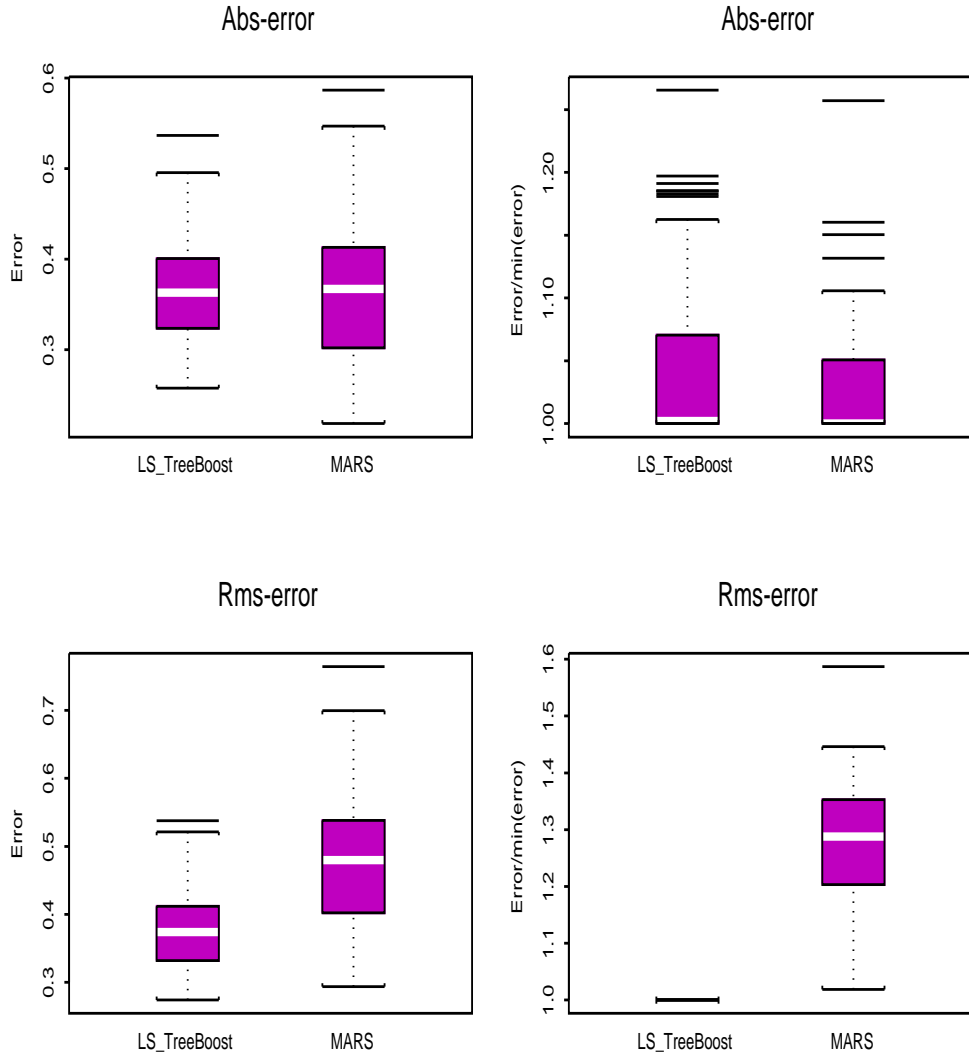 Abs-error
Error
0.6
0.5
0.4
0.3
LS_TreeBoost
MARS
Abs-error
Error/min(error)
1.20
1.10
1.00
LS_TreeBoost
MARS
Rms-error
Error
0.7
0.6
0.5
0.4
0.3
LS_TreeBoost
MARS
Rms-error
Error/min(error)
1.6
1.5
1.4
1.3
1.2
1.1
1.0
LS_TreeBoost
MARS